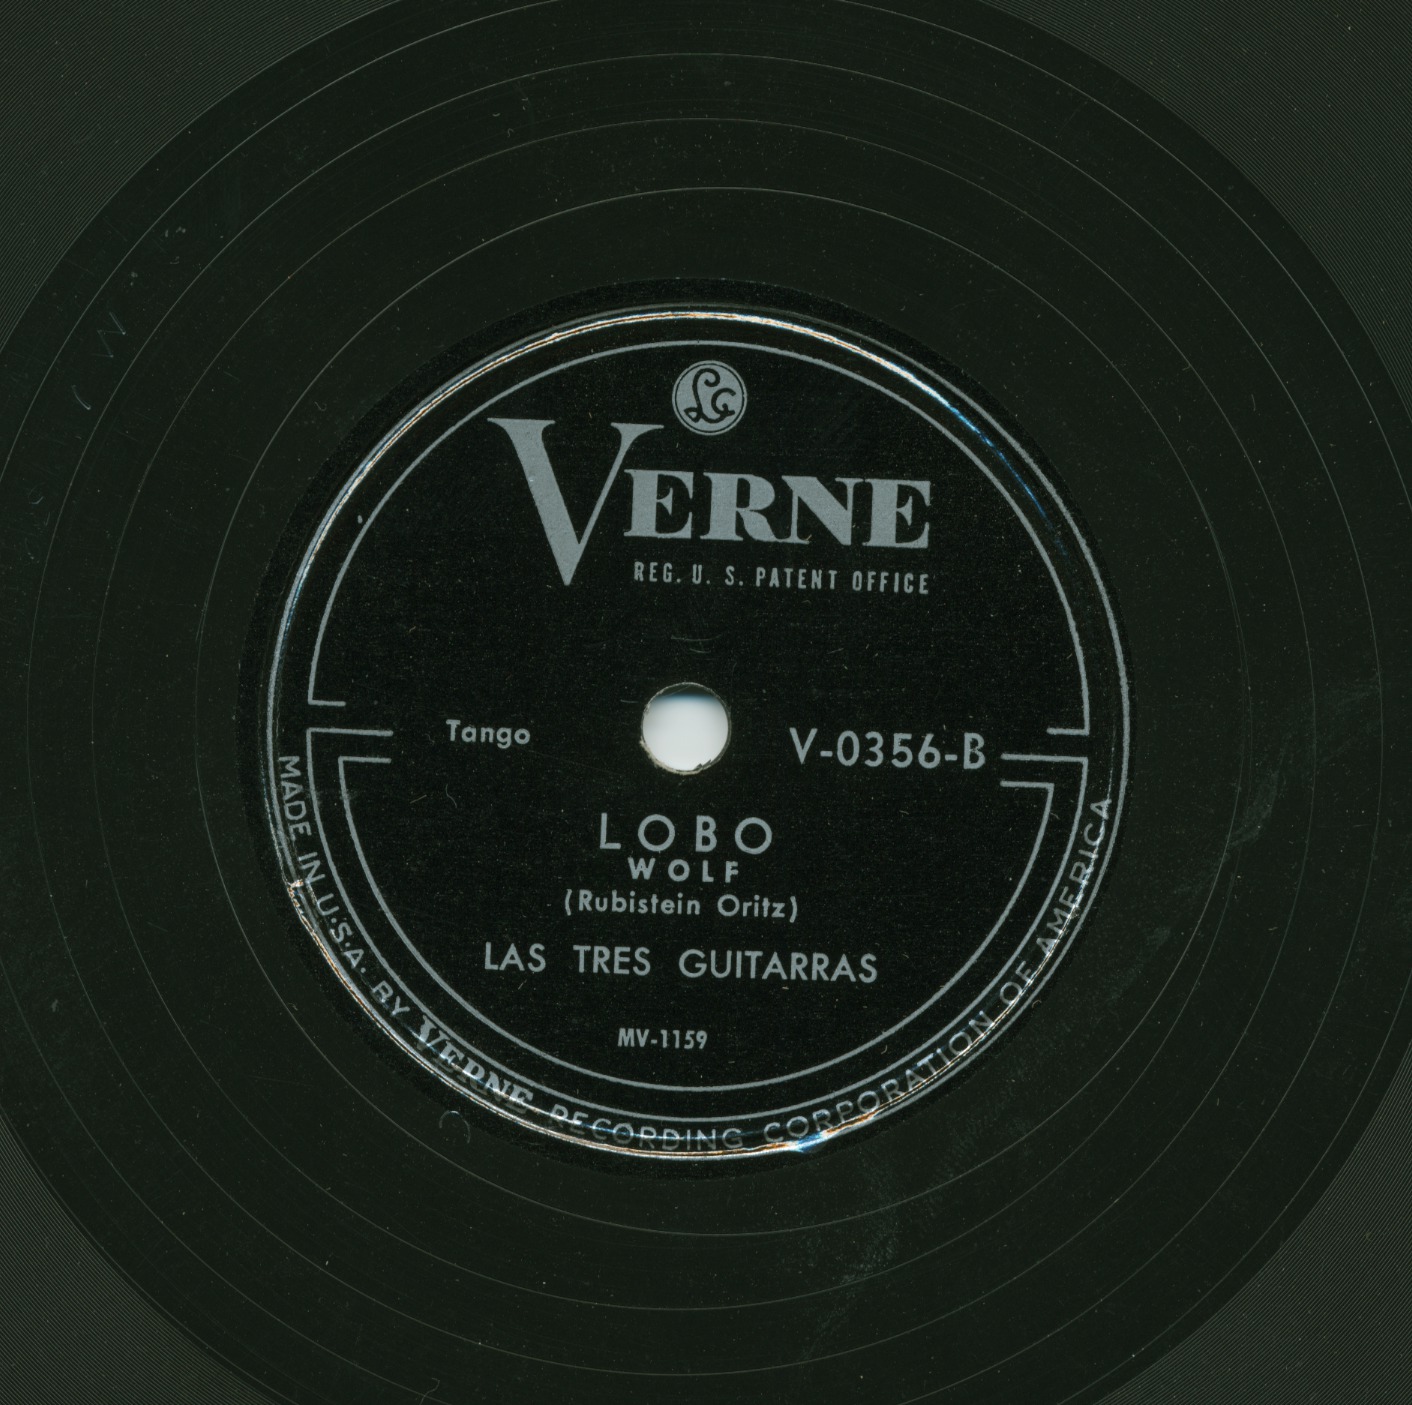 LG
VERNE
REG. U. S. PATENT OFFICE
Tango
V-0356-B
LOBO
WOLF
(Rubistein Oritz)
LAS TRES GUITARRAS
MV-1159
MADE IN U.S.A. BY VERNE RECORDING CORPORATION OF AMERICA